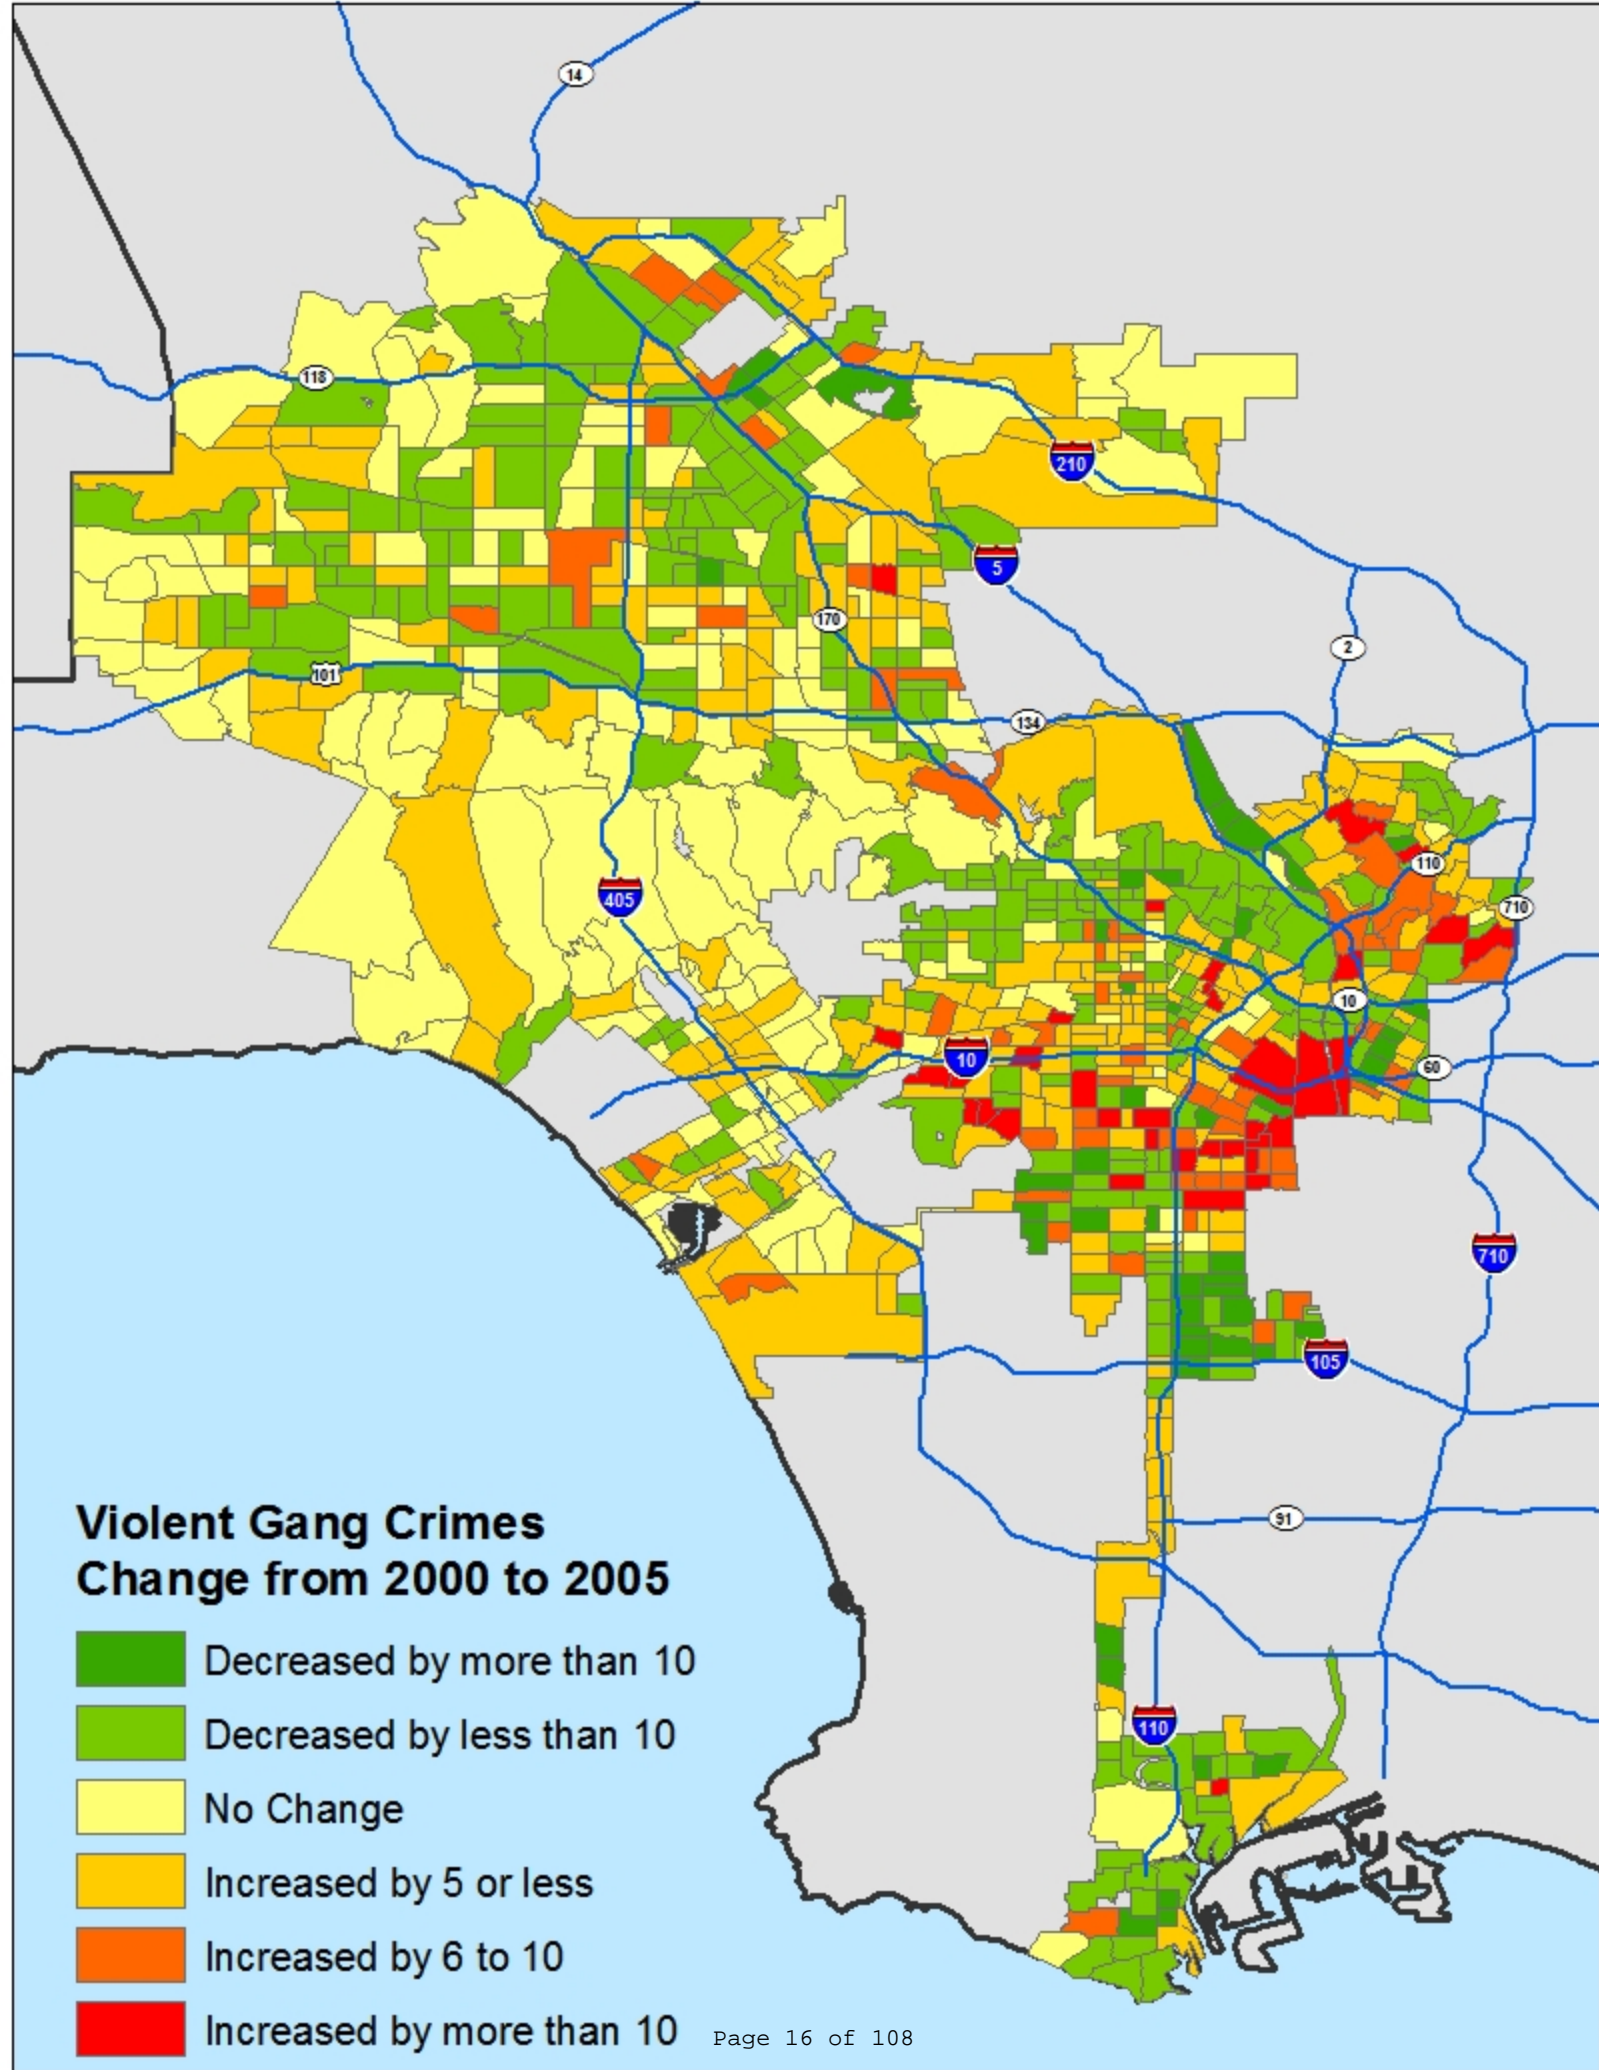 14
118
210
5
170
2
101
134
405
110
710
10
10
60
710
105
91
110
Violent Gang Crimes
Change from 2000 to 2005
Decreased by more than 10
Decreased by less than 10
No Change
Increased by 5 or less
Increased by 6 to 10
Increased by more than 10
Page 16 of 108